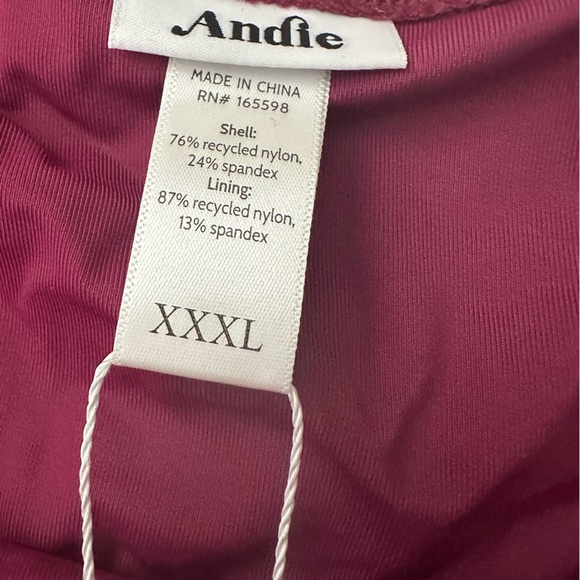 Andie
MADE IN CHINA
RN# 165598
Shell:
76% recycled nylon,
24% spandex
Lining:
87% recycled nylon,
13% spandex
XXXL